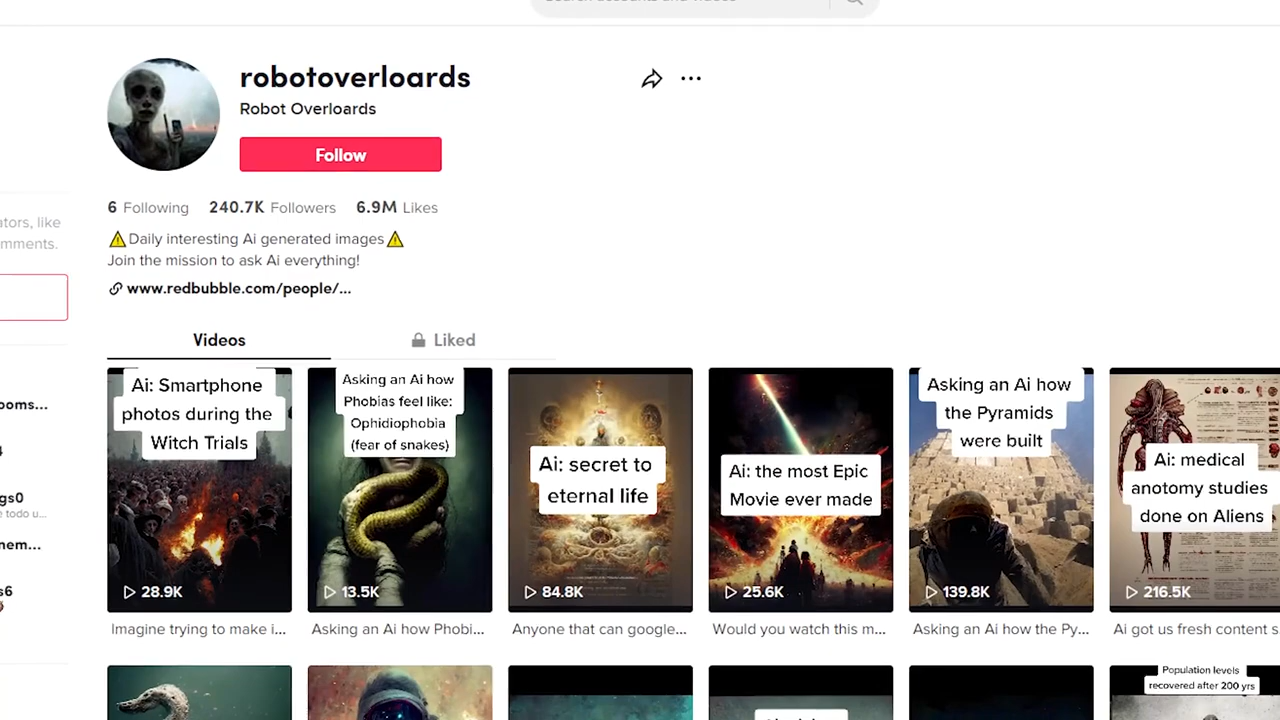 robotoverloards
Robot Overloards
Follow
6 Following 240.7K Followers 6.9M Likes
⚠️Daily interesting Ai generated images⚠️
Join the mission to ask Ai everything!
www.redbubble.com/people/...
Videos
Liked
Ai: Smartphone
photos during the
Witch Trials
28.9K
Imagine trying to make i...
Asking an Ai how
Phobias feel like:
Ophidiophobia
(fear of snakes)
13.5K
Asking an Ai how Phobi...
Ai: secret to
eternal life
84.8K
Anyone that can google...
Ai: the most Epic
Movie ever made
25.6K
Would you watch this m...
Asking an Ai how
the Pyramids
were built
139.8K
Asking an Ai how the Py...
Ai: medical
anotomy studies
done on Aliens
216.5K
Ai got us fresh content s
Population levels
recovered after 200 yrs